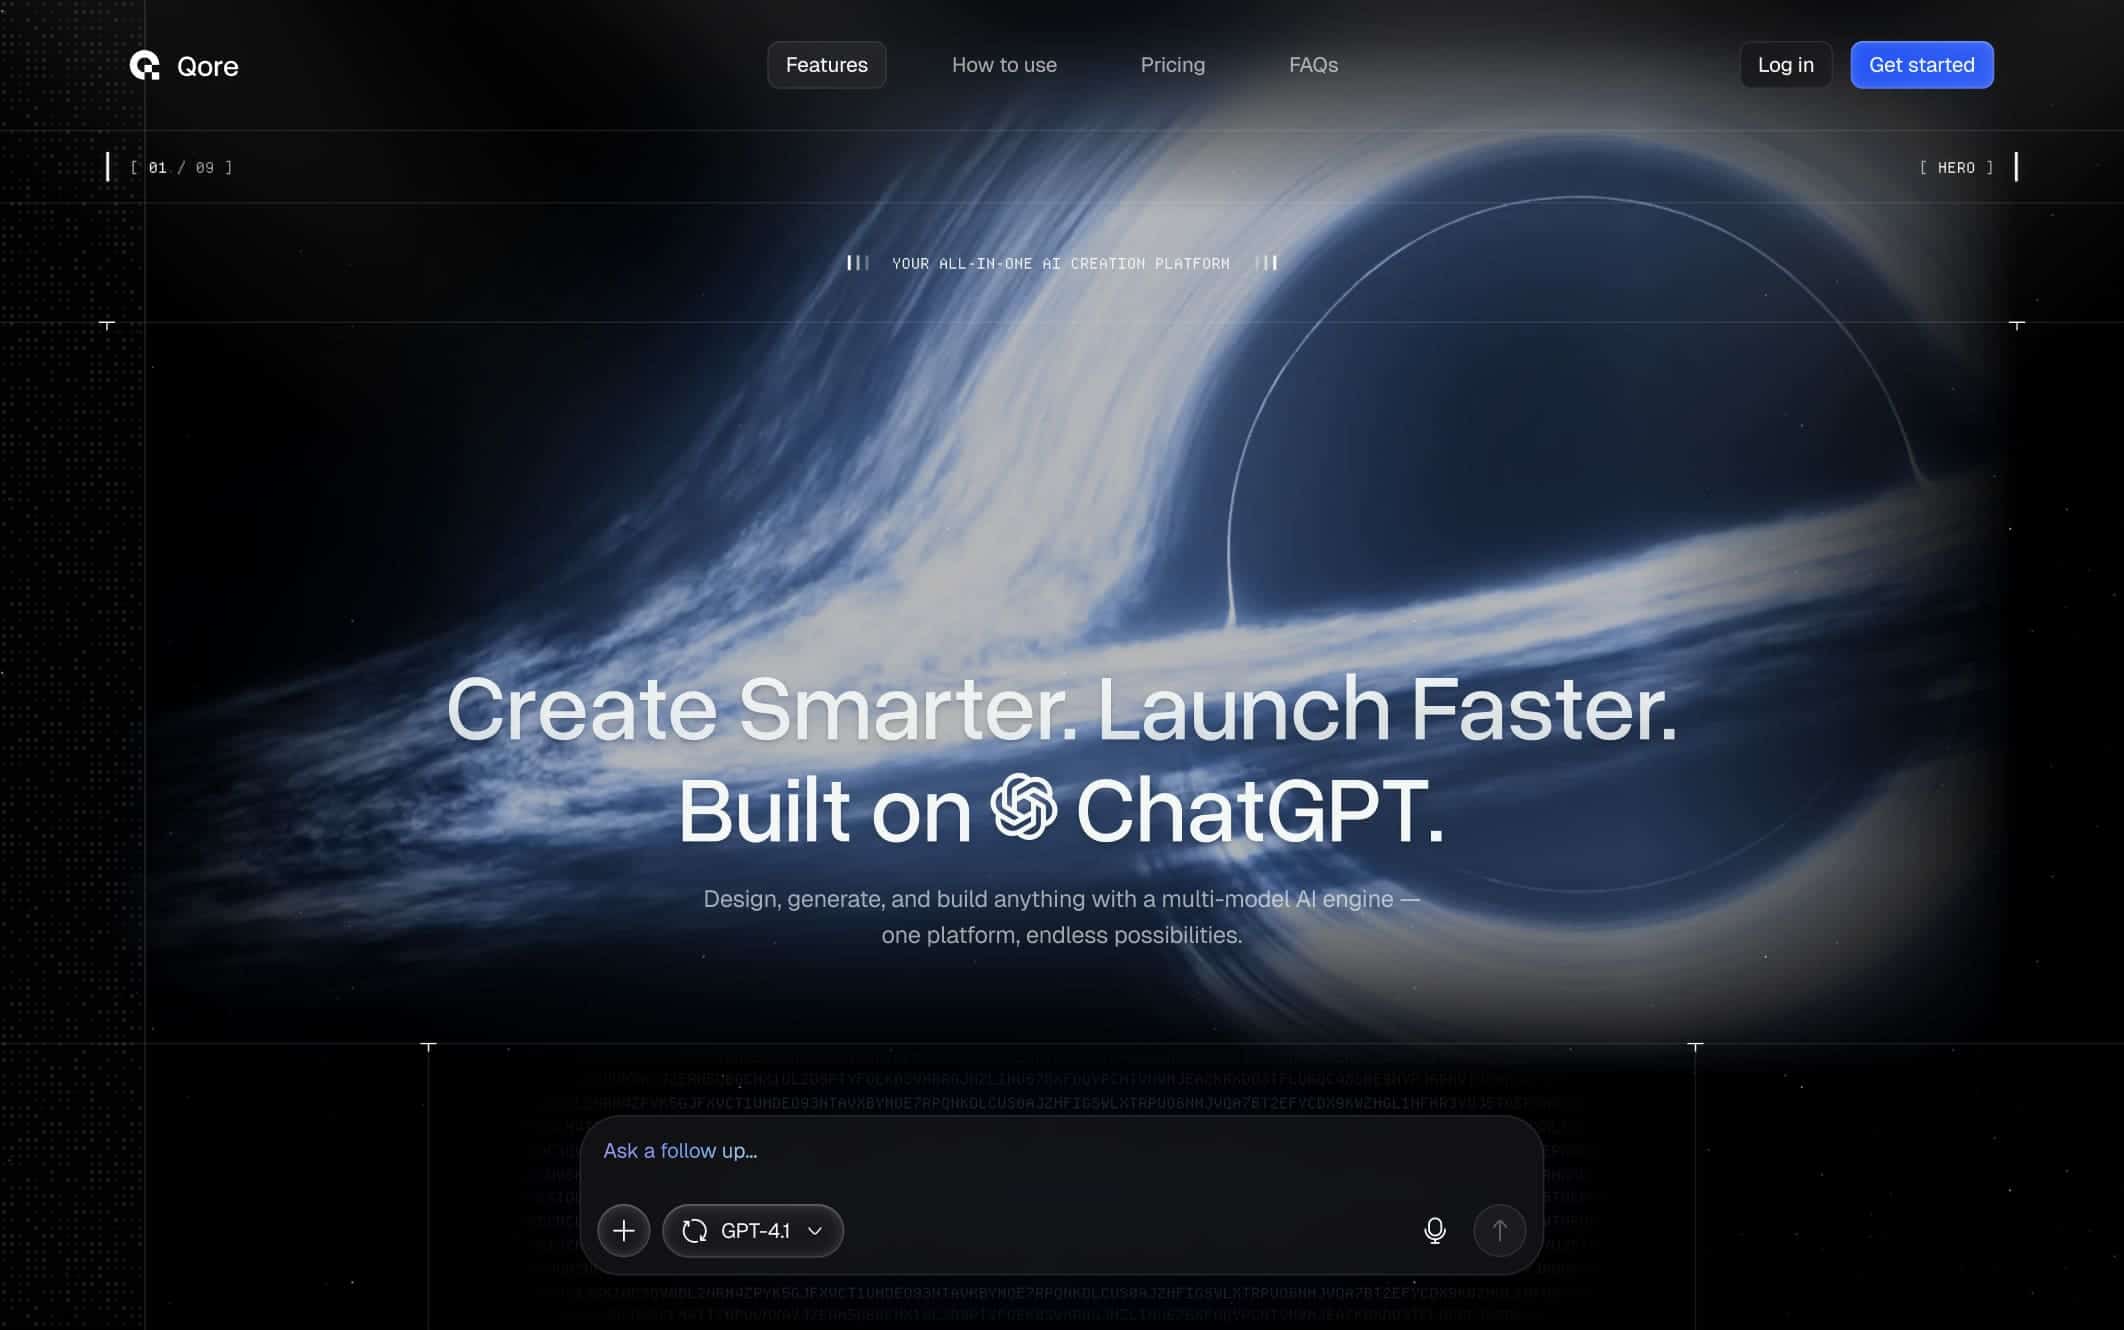 Qore
Features
How to use
Pricing
FAQs
Log in
Get started
[ 01 / 09 ]
[ HERO ]
YOUR ALL-IN-ONE AI CREATION PLATFORM
Create Smarter. Launch Faster.
Built on ChatGPT.
Design, generate, and build anything with a multi-model AI engine —
one platform, endless possibilities.
Ask a follow up...
GPT-4.1